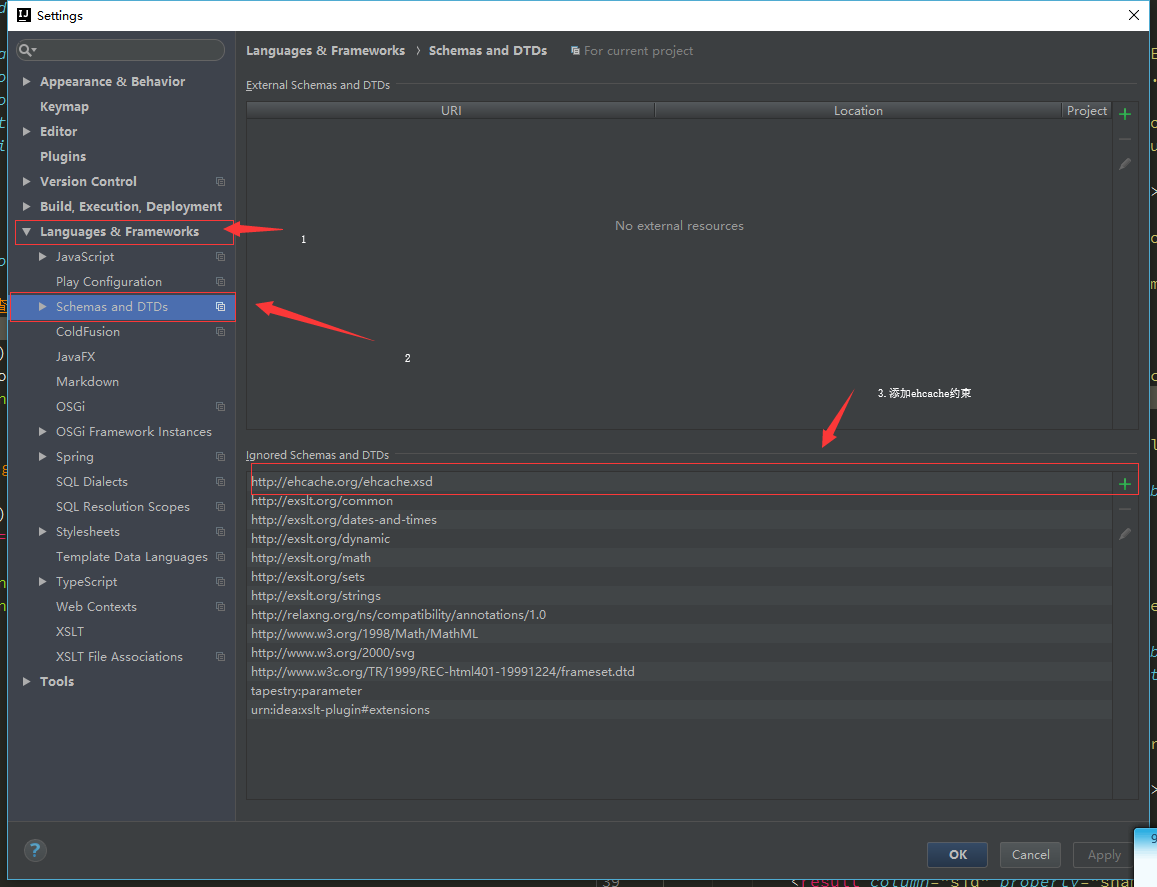 Settings
Languages & Frameworks › Schemas and DTDs For current project
Appearance & Behavior
Keymap
Editor
Plugins
Version Control
Build, Execution, Deployment
Languages & Frameworks
JavaScript
Play Configuration
Schemas and DTDs
ColdFusion
JavaFX
Markdown
OSGi
OSGi Framework Instances
Spring
SQL Dialects
SQL Resolution Scopes
Stylesheets
Template Data Languages
TypeScript
Web Contexts
XSLT
XSLT File Associations
Tools
External Schemas and DTDs
URI Location Project
No external resources
1
2
3.添加ehcache约束
Ignored Schemas and DTDs
http://ehcache.org/ehcache.xsd
http://exslt.org/common
http://exslt.org/dates-and-times
http://exslt.org/dynamic
http://exslt.org/math
http://exslt.org/sets
http://exslt.org/strings
http://relaxng.org/ns/compatibility/annotations/1.0
http://www.w3.org/1998/Math/MathML
http://www.w3.org/2000/svg
http://www.w3c.org/TR/1999/REC-html401-19991224/frameset.dtd
tapestry:parameter
urn:idea:xslt-plugin#extensions
?
OK Cancel Apply
39 <result column="sid" property="sna